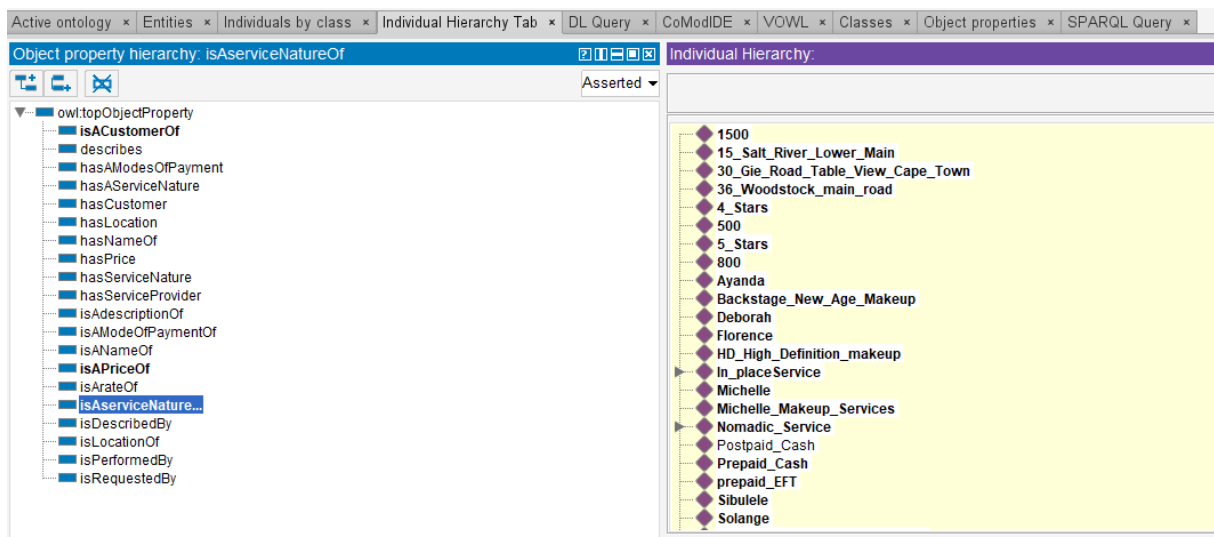 Active ontology × Entities × Individuals by class × Individual Hierarchy Tab × DL Query × CoModIDE × VOWL × Classes × Object properties × SPARQL Query ×
Object property hierarchy: isAserviceNatureOf
Asserted
owl:topObjectProperty
isACustomerOf
describes
hasAModesOfPayment
hasAServiceNature
hasCustomer
hasLocation
hasNameOf
hasPrice
hasServiceNature
hasServiceProvider
isAdescriptionOf
isAModeOfPaymentOf
isANameOf
isAPriceOf
isArateOf
isAserviceNature...
isDescribedBy
isLocationOf
isPerformedBy
isRequestedBy
Individual Hierarchy:
1500
15_Salt_River_Lower_Main
30_Gie_Road_Table_View_Cape_Town
36_Woodstock_main_road
4_Stars
500
5_Stars
800
Ayanda
Backstage_New_Age_Makeup
Deborah
Florence
HD_High_Definition_makeup
In_placeService
Michelle
Michelle_Makeup_Services
Nomadic_Service
Postpaid_Cash
Prepaid_Cash
prepaid_EFT
Sibulele
Solange